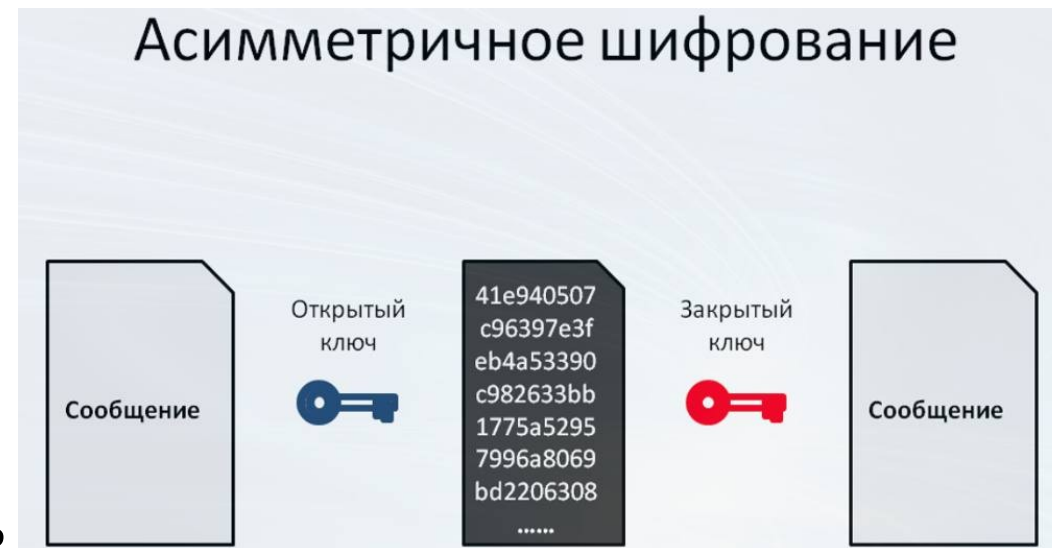 Асимметричное шифрование
Сообщение
Открытый
ключ
41e940507
c96397e3f
eb4a53390
c982633bb
1775a5295
7996a8069
bd2206308
......
Закрытый
ключ
Сообщение